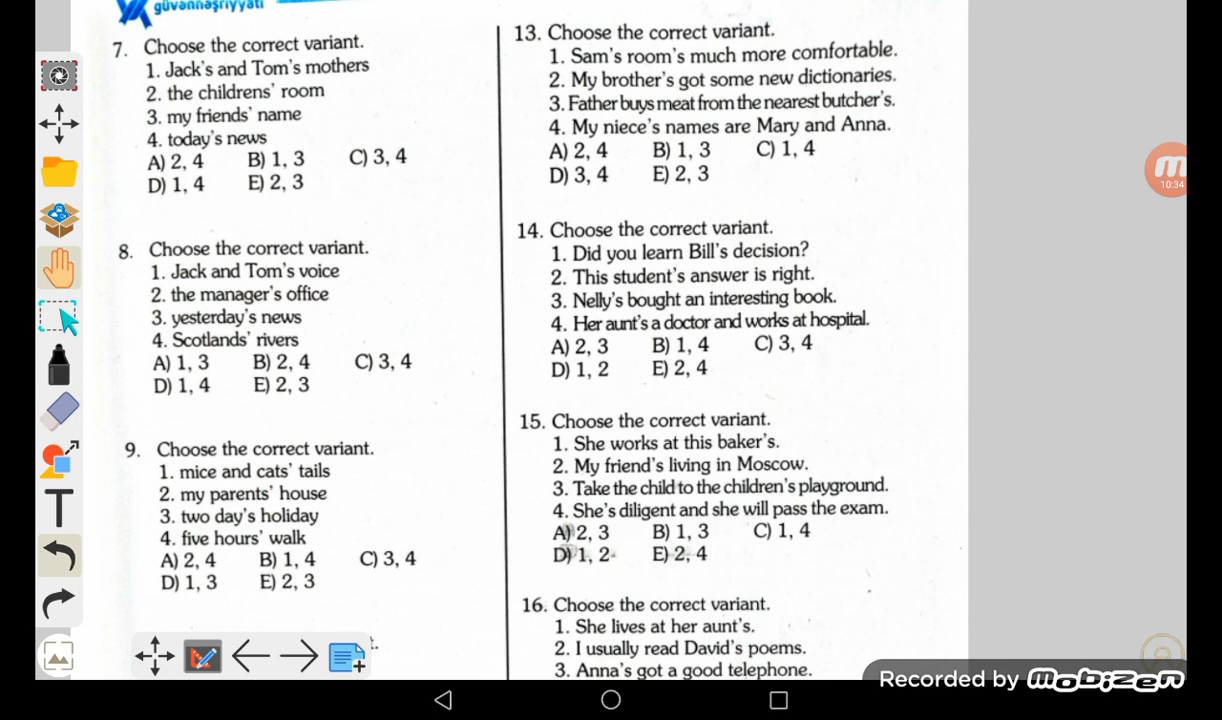 güvənnəşriyyatı
7. Choose the correct variant.
1. Jack's and Tom's mothers
2. the childrens' room
3. my friends' name
4. today's news
A) 2, 4 B) 1, 3 C) 3, 4
D) 1, 4 E) 2, 3
8. Choose the correct variant.
1. Jack and Tom's voice
2. the manager's office
3. yesterday's news
4. Scotlands' rivers
A) 1, 3 B) 2, 4 C) 3, 4
D) 1, 4 E) 2, 3
9. Choose the correct variant.
1. mice and cats' tails
2. my parents' house
3. two day's holiday
4. five hours' walk
A) 2, 4 B) 1, 4 C) 3, 4
D) 1, 3 E) 2, 3
t.
13. Choose the correct variant.
1. Sam's room's much more comfortable.
2. My brother's got some new dictionaries.
3. Father buys meat from the nearest butcher's.
4. My niece's names are Mary and Anna.
A) 2, 4 B) 1, 3 C) 1, 4
D) 3, 4 E) 2, 3
14. Choose the correct variant.
1. Did you learn Bill's decision?
2. This student's answer is right.
3. Nelly's bought an interesting book.
4. Her aunt's a doctor and works at hospital.
A) 2, 3 B) 1, 4 C) 3, 4
D) 1, 2 E) 2, 4
15. Choose the correct variant.
1. She works at this baker's.
2. My friend's living in Moscow.
3. Take the child to the children's playground.
4. She's diligent and she will pass the exam.
A) 2, 3 B) 1, 3 C) 1, 4
D) 1, 2 E) 2, 4
16. Choose the correct variant.
1. She lives at her aunt's.
2. I usually read David's poems.
3. Anna's got a good telephone.
10:34
Recorded by mobizen